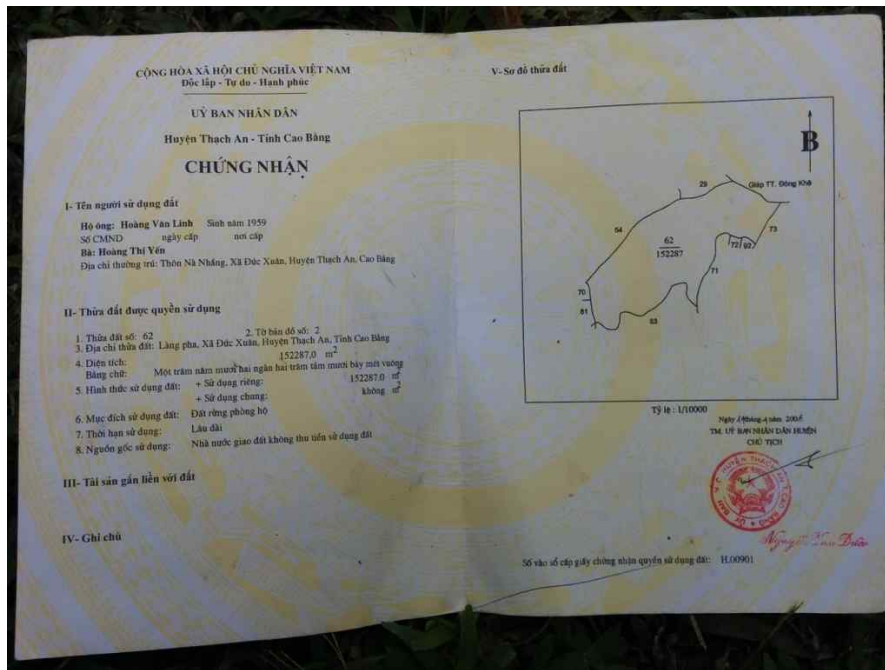 CỘNG HÒA XÃ HỘI CHỦ NGHĨA VIỆT NAM
Độc lập - Tự do - Hạnh phúc
UỶ BAN NHÂN DÂN
Huyện Thạch An - Tỉnh Cao Bằng
CHỨNG NHẬN
I- Tên người sử dụng đất
Hộ ông: Hoàng Văn Linh Sinh năm 1959
Số CMND ngày cấp nơi cấp
Bà: Hoàng Thị Yến
Địa chỉ thường trú: Thôn Nà Nhắng, Xã Đức Xuân, Huyện Thạch An, Cao Bằng
II- Thửa đất được quyền sử dụng
1. Thửa đất số: 62 2. Tờ bản đồ số: 2
3. Địa chỉ thửa đất: Làng pha, Xã Đức Xuân, Huyện Thạch An, Tỉnh Cao Bằng
4. Diện tích: 152287.0 m2
Bằng chữ: Một trăm năm mươi hai ngàn hai trăm tám mươi bảy mét vuông
5. Hình thức sử dụng đất: + Sử dụng riêng: 152287.0 m2
+ Sử dụng chung: không m2
6. Mục đích sử dụng đất: Đất rừng phòng hộ
7. Thời hạn sử dụng: Lâu dài
8. Nguồn gốc sử dụng: Nhà nước giao đất không thu tiền sử dụng đất
III- Tài sản gắn liền với đất
IV- Ghi chú
V- Sơ đồ thửa đất
B
29
Giáp TT. Đông Khê
54
73
62
152287
72
92
71
70
81
Tỷ lệ : 1/10000
Ngày tháng năm
TM. UỶ BAN NHÂN DÂN HUYỆN
CHỦ TỊCH
Số vào sổ cấp giấy chứng nhận quyền sử dụng đất: H.00901